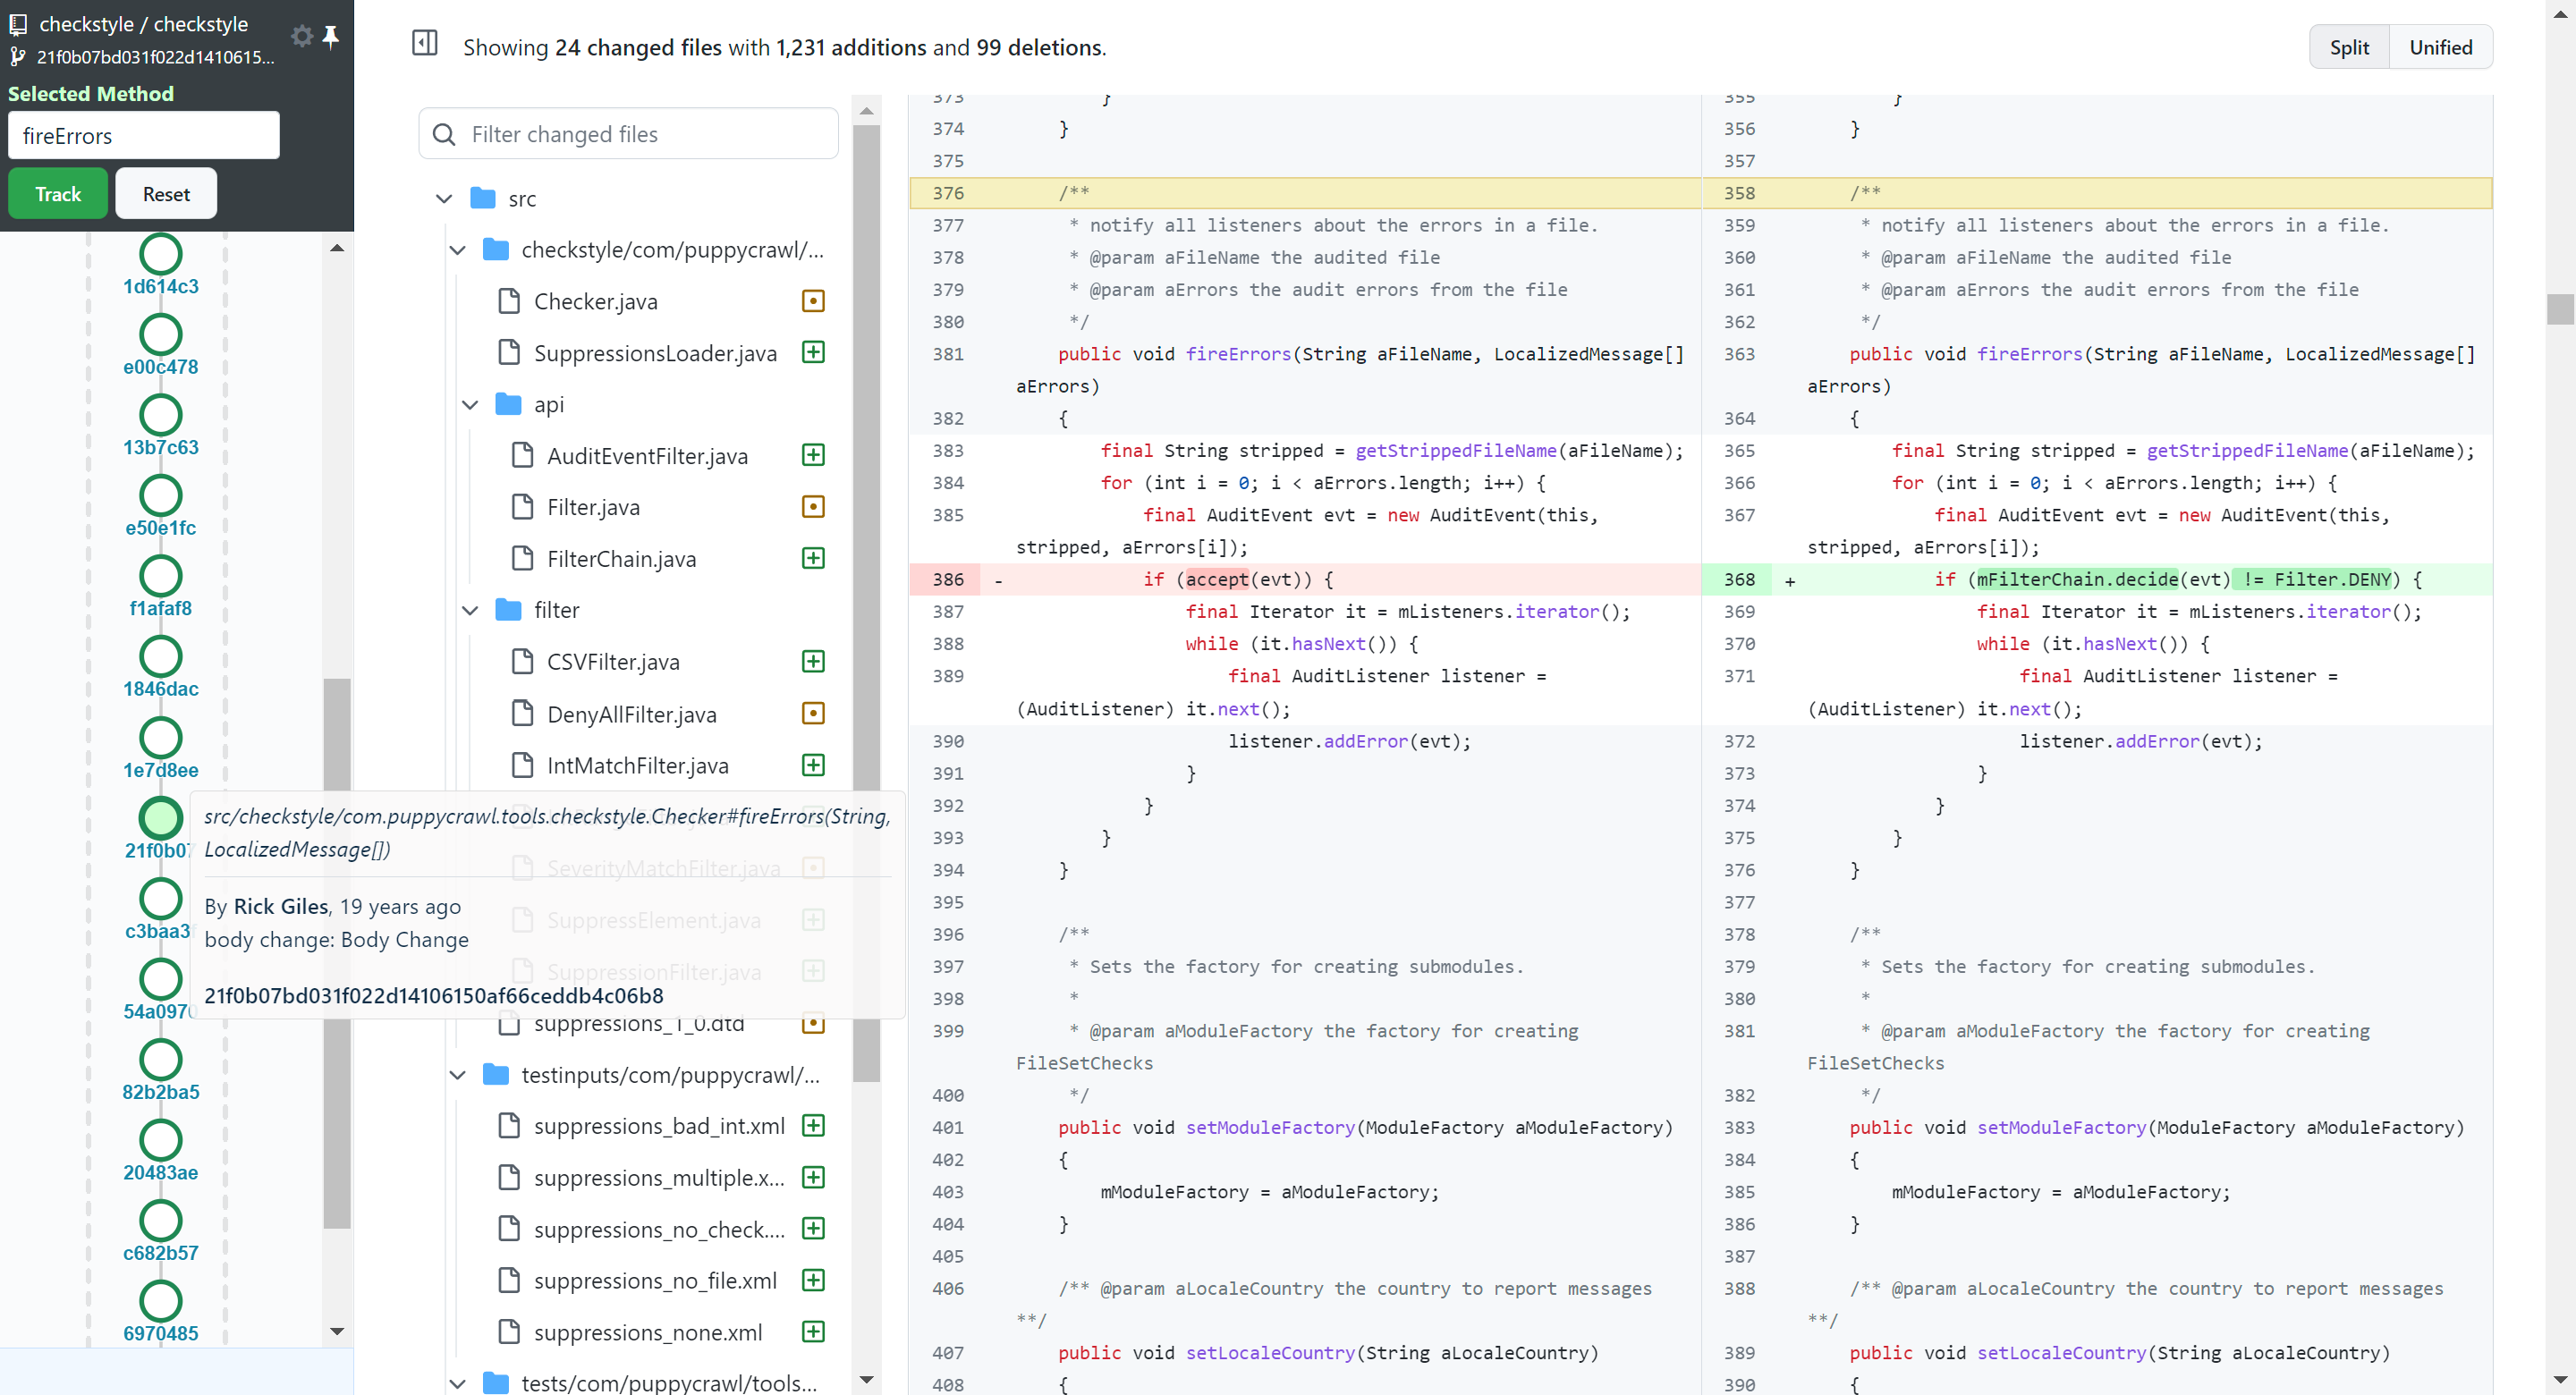 checkstyle / checkstyle
21f0b07bd031f022d1410615...
Selected Method
fireErrors
Track
Reset
1d614c3
e00c478
13b7c63
e50e1fc
f1afaf8
1846dac
1e7d8ee
21f0b07
c3baa3
54a0970
82b2ba5
20483ae
c682b57
6970485
src/checkstyle/com.puppycrawl.tools.checkstyle.Checker#fireErrors(String,
LocalizedMessage[])
By Rick Giles, 19 years ago
body change: Body Change
21f0b07bd031f022d14106150af66ceddb4c06b8
Showing 24 changed files with 1,231 additions and 99 deletions.
Split
Unified
Filter changed files
src
checkstyle/com/puppycrawl/...
Checker.java
SuppressionsLoader.java
api
AuditEventFilter.java
Filter.java
FilterChain.java
filter
CSVFilter.java
DenyAllFilter.java
IntMatchFilter.java
SeverityMatchFilter.java
SuppressElement.java
SuppressionFilter.java
suppressions_1_0.dtd
testinputs/com/puppycrawl/...
suppressions_bad_int.xml
suppressions_multiple.x...
suppressions_no_check....
suppressions_no_file.xml
suppressions_none.xml
tests/com/puppycrawl/tools...
373 }
374 }
375
376 /**
377 * notify all listeners about the errors in a file.
378 * @param aFileName the audited file
379 * @param aErrors the audit errors from the file
380 */
381 public void fireErrors(String aFileName, LocalizedMessage[]
aErrors)
382 {
383 final String stripped = getStrippedFileName(aFileName);
384 for (int i = 0; i < aErrors.length; i++) {
385 final AuditEvent evt = new AuditEvent(this,
stripped, aErrors[i]);
386 - if (accept(evt)) {
387 final Iterator it = mListeners.iterator();
388 while (it.hasNext()) {
389 final AuditListener listener =
(AuditListener) it.next();
390 listener.addError(evt);
391 }
392 }
393 }
394 }
395
396 /**
397 * Sets the factory for creating submodules.
398 *
399 * @param aModuleFactory the factory for creating
FileSetChecks
400 */
401 public void setModuleFactory(ModuleFactory aModuleFactory)
402 {
403 mModuleFactory = aModuleFactory;
404 }
405
406 /** @param aLocaleCountry the country to report messages
**/
407 public void setLocaleCountry(String aLocaleCountry)
408 {
355 }
356 }
357
358 /**
359 * notify all listeners about the errors in a file.
360 * @param aFileName the audited file
361 * @param aErrors the audit errors from the file
362 */
363 public void fireErrors(String aFileName, LocalizedMessage[]
aErrors)
364 {
365 final String stripped = getStrippedFileName(aFileName);
366 for (int i = 0; i < aErrors.length; i++) {
367 final AuditEvent evt = new AuditEvent(this,
stripped, aErrors[i]);
368 + if (mFilterChain.decide(evt) != Filter.DENY) {
369 final Iterator it = mListeners.iterator();
370 while (it.hasNext()) {
371 final AuditListener listener =
(AuditListener) it.next();
372 listener.addError(evt);
373 }
374 }
375 }
376 }
377
378 /**
379 * Sets the factory for creating submodules.
380 *
381 * @param aModuleFactory the factory for creating
FileSetChecks
382 */
383 public void setModuleFactory(ModuleFactory aModuleFactory)
384 {
385 mModuleFactory = aModuleFactory;
386 }
387
388 /** @param aLocaleCountry the country to report messages
**/
389 public void setLocaleCountry(String aLocaleCountry)
390 {